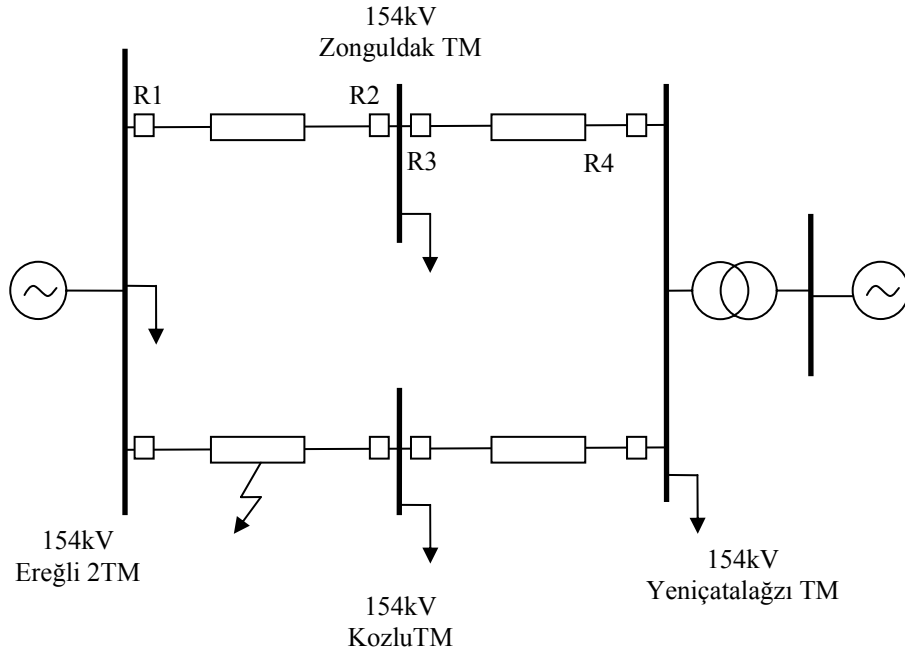 154kV
Zonguldak TM
R1
R2
R3
R4
154kV
Ereğli 2TM
154kV
KozluTM
154kV
Yeniçatalağzı TM